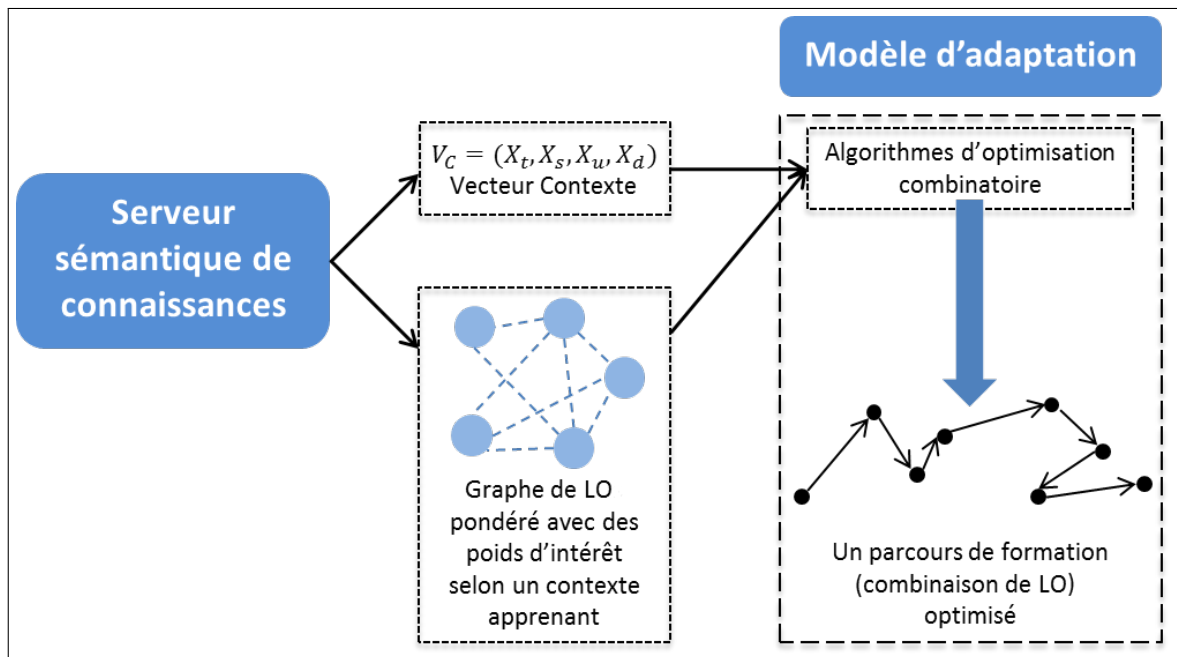 Modèle d'adaptation
Serveur
sémantique de
connaissances
V_C = (X_t, X_s, X_u, X_d)
Vecteur Contexte
Graphe de LO
pondéré avec des
poids d'intérêt
selon un contexte
apprenant
Algorithmes d'optimisation
combinatoire
Un parcours de formation
(combinaison de LO)
optimisé